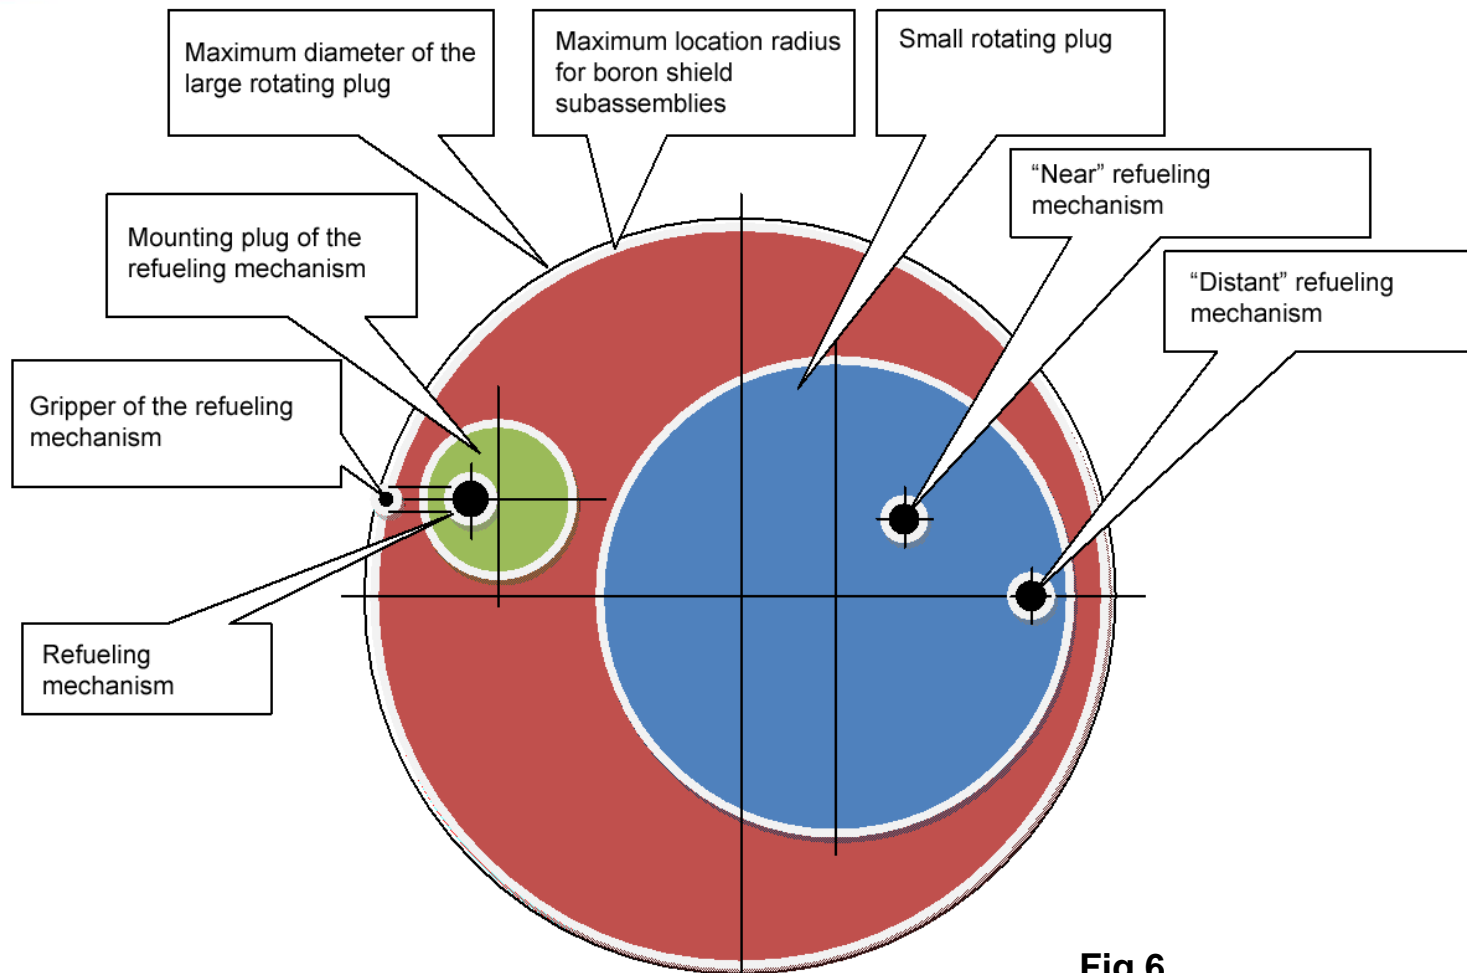 Maximum diameter of the
large rotating plug
Maximum location radius
for boron shield
subassemblies
Small rotating plug
“Near” refueling
mechanism
Mounting plug of the
refueling mechanism
“Distant” refueling
mechanism
Gripper of the refueling
mechanism
Refueling
mechanism
Fig 6